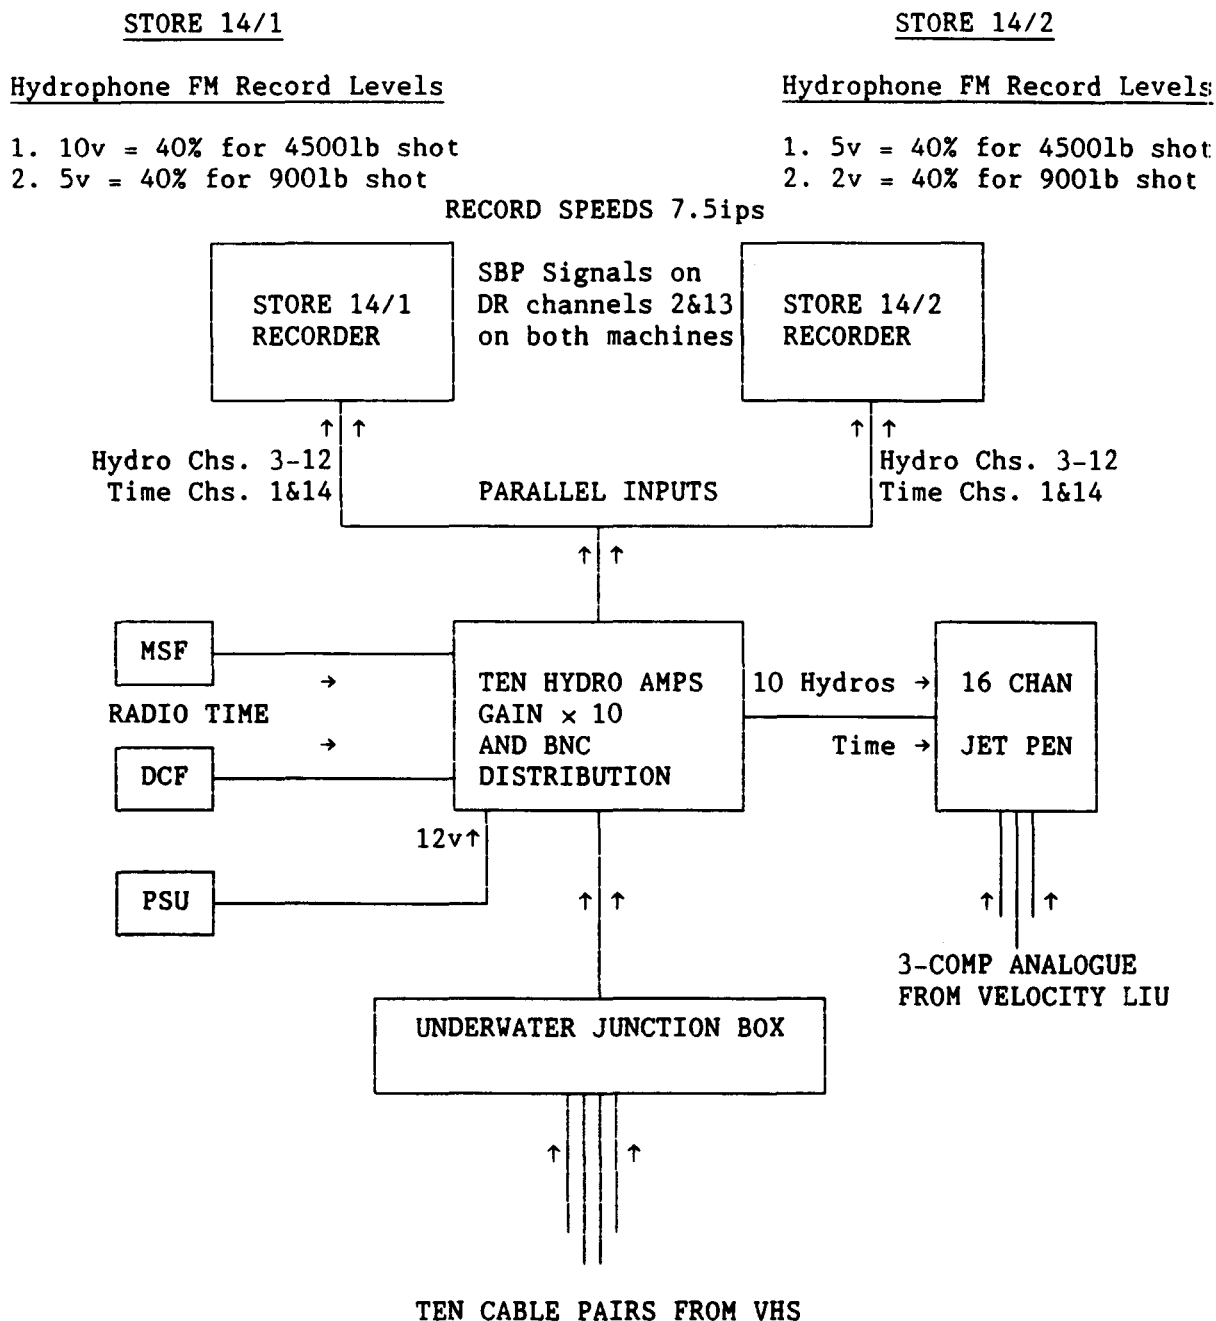 STORE 14/1
Hydrophone FM Record Levels
1. 10v = 40% for 4500lb shot
2. 5v = 40% for 900lb shot
STORE 14/2
Hydrophone FM Record Levels
1. 5v = 40% for 4500lb shot
2. 2v = 40% for 900lb shot
RECORD SPEEDS 7.5ips
STORE 14/1
RECORDER
SBP Signals on
DR channels 2&13
on both machines
STORE 14/2
RECORDER
↑ ↑
↑ ↑
Hydro Chs. 3-12
Time Chs. 1&14
PARALLEL INPUTS
Hydro Chs. 3-12
Time Chs. 1&14
↑ ↑
MSF
→
RADIO TIME
→
DCF
TEN HYDRO AMPS
GAIN × 10
AND BNC
DISTRIBUTION
10 Hydros →
Time →
16 CHAN
JET PEN
12v↑
PSU
↑ ↑
↑ ↑
3-COMP ANALOGUE
FROM VELOCITY LIU
UNDERWATER JUNCTION BOX
↑ ↑
TEN CABLE PAIRS FROM VHS